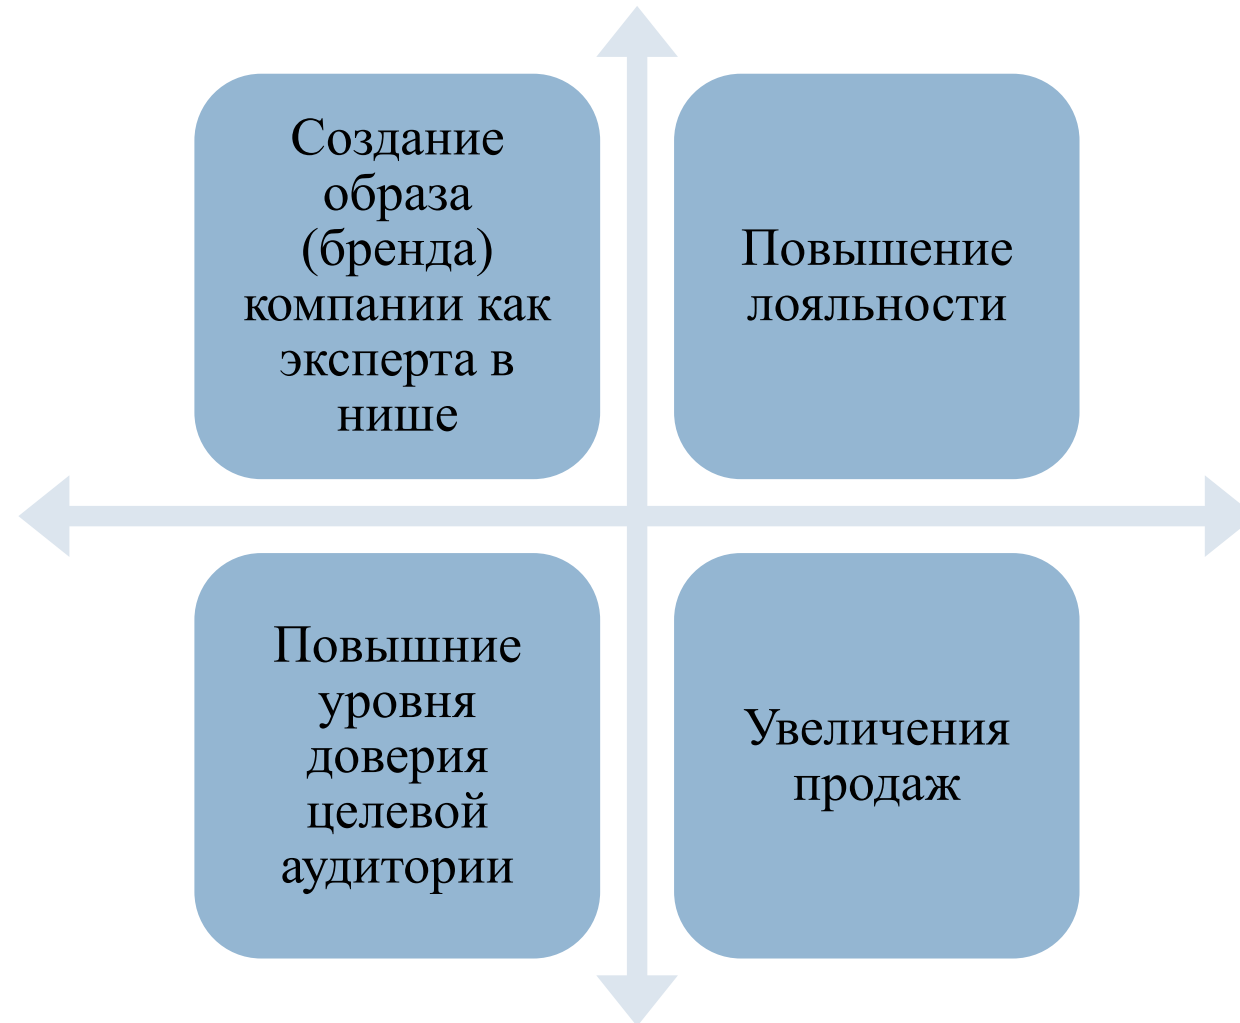 Создание
образа
(бренда)
компании как
эксперта в
нише
Повышение
лояльности
Повышние
уровня
доверия
целевой
аудитории
Увеличения
продаж